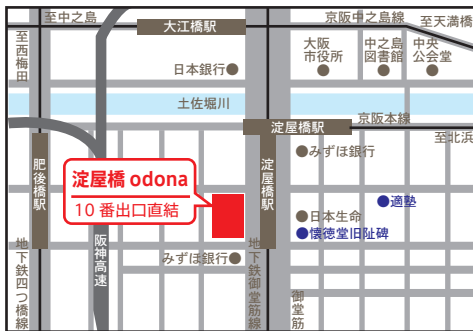 至中之島
大江橋駅
京阪中之島線
至天満橋
至西梅田
日本銀行
大阪
市役所
中之島
図書館
中央
公会堂
土佐堀川
京阪本線
淀屋橋駅
至北浜
肥後橋駅
淀屋橋 odona
10 番出口直結
淀屋橋駅
みずほ銀行
適塾
日本生命
懐徳堂旧趾碑
みずほ銀行
地下鉄四つ橋線
阪神高速
地下鉄御堂筋線
御堂筋